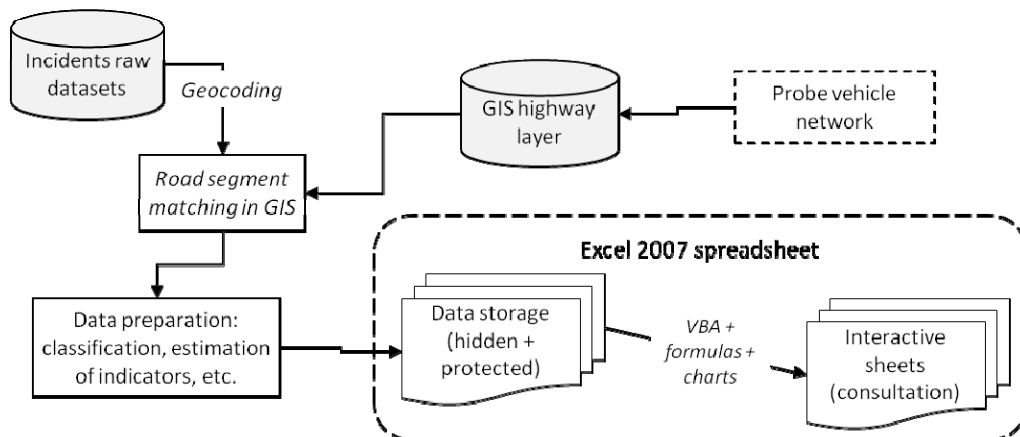 Incidents raw
datasets
Geocoding
GIS highway
layer
Probe vehicle
network
Road segment
matching in GIS
Excel 2007 spreadsheet
Data preparation:
classification, estimation
of indicators, etc.
Data storage
(hidden +
protected)
VBA +
formulas +
charts
Interactive
sheets
(consultation)